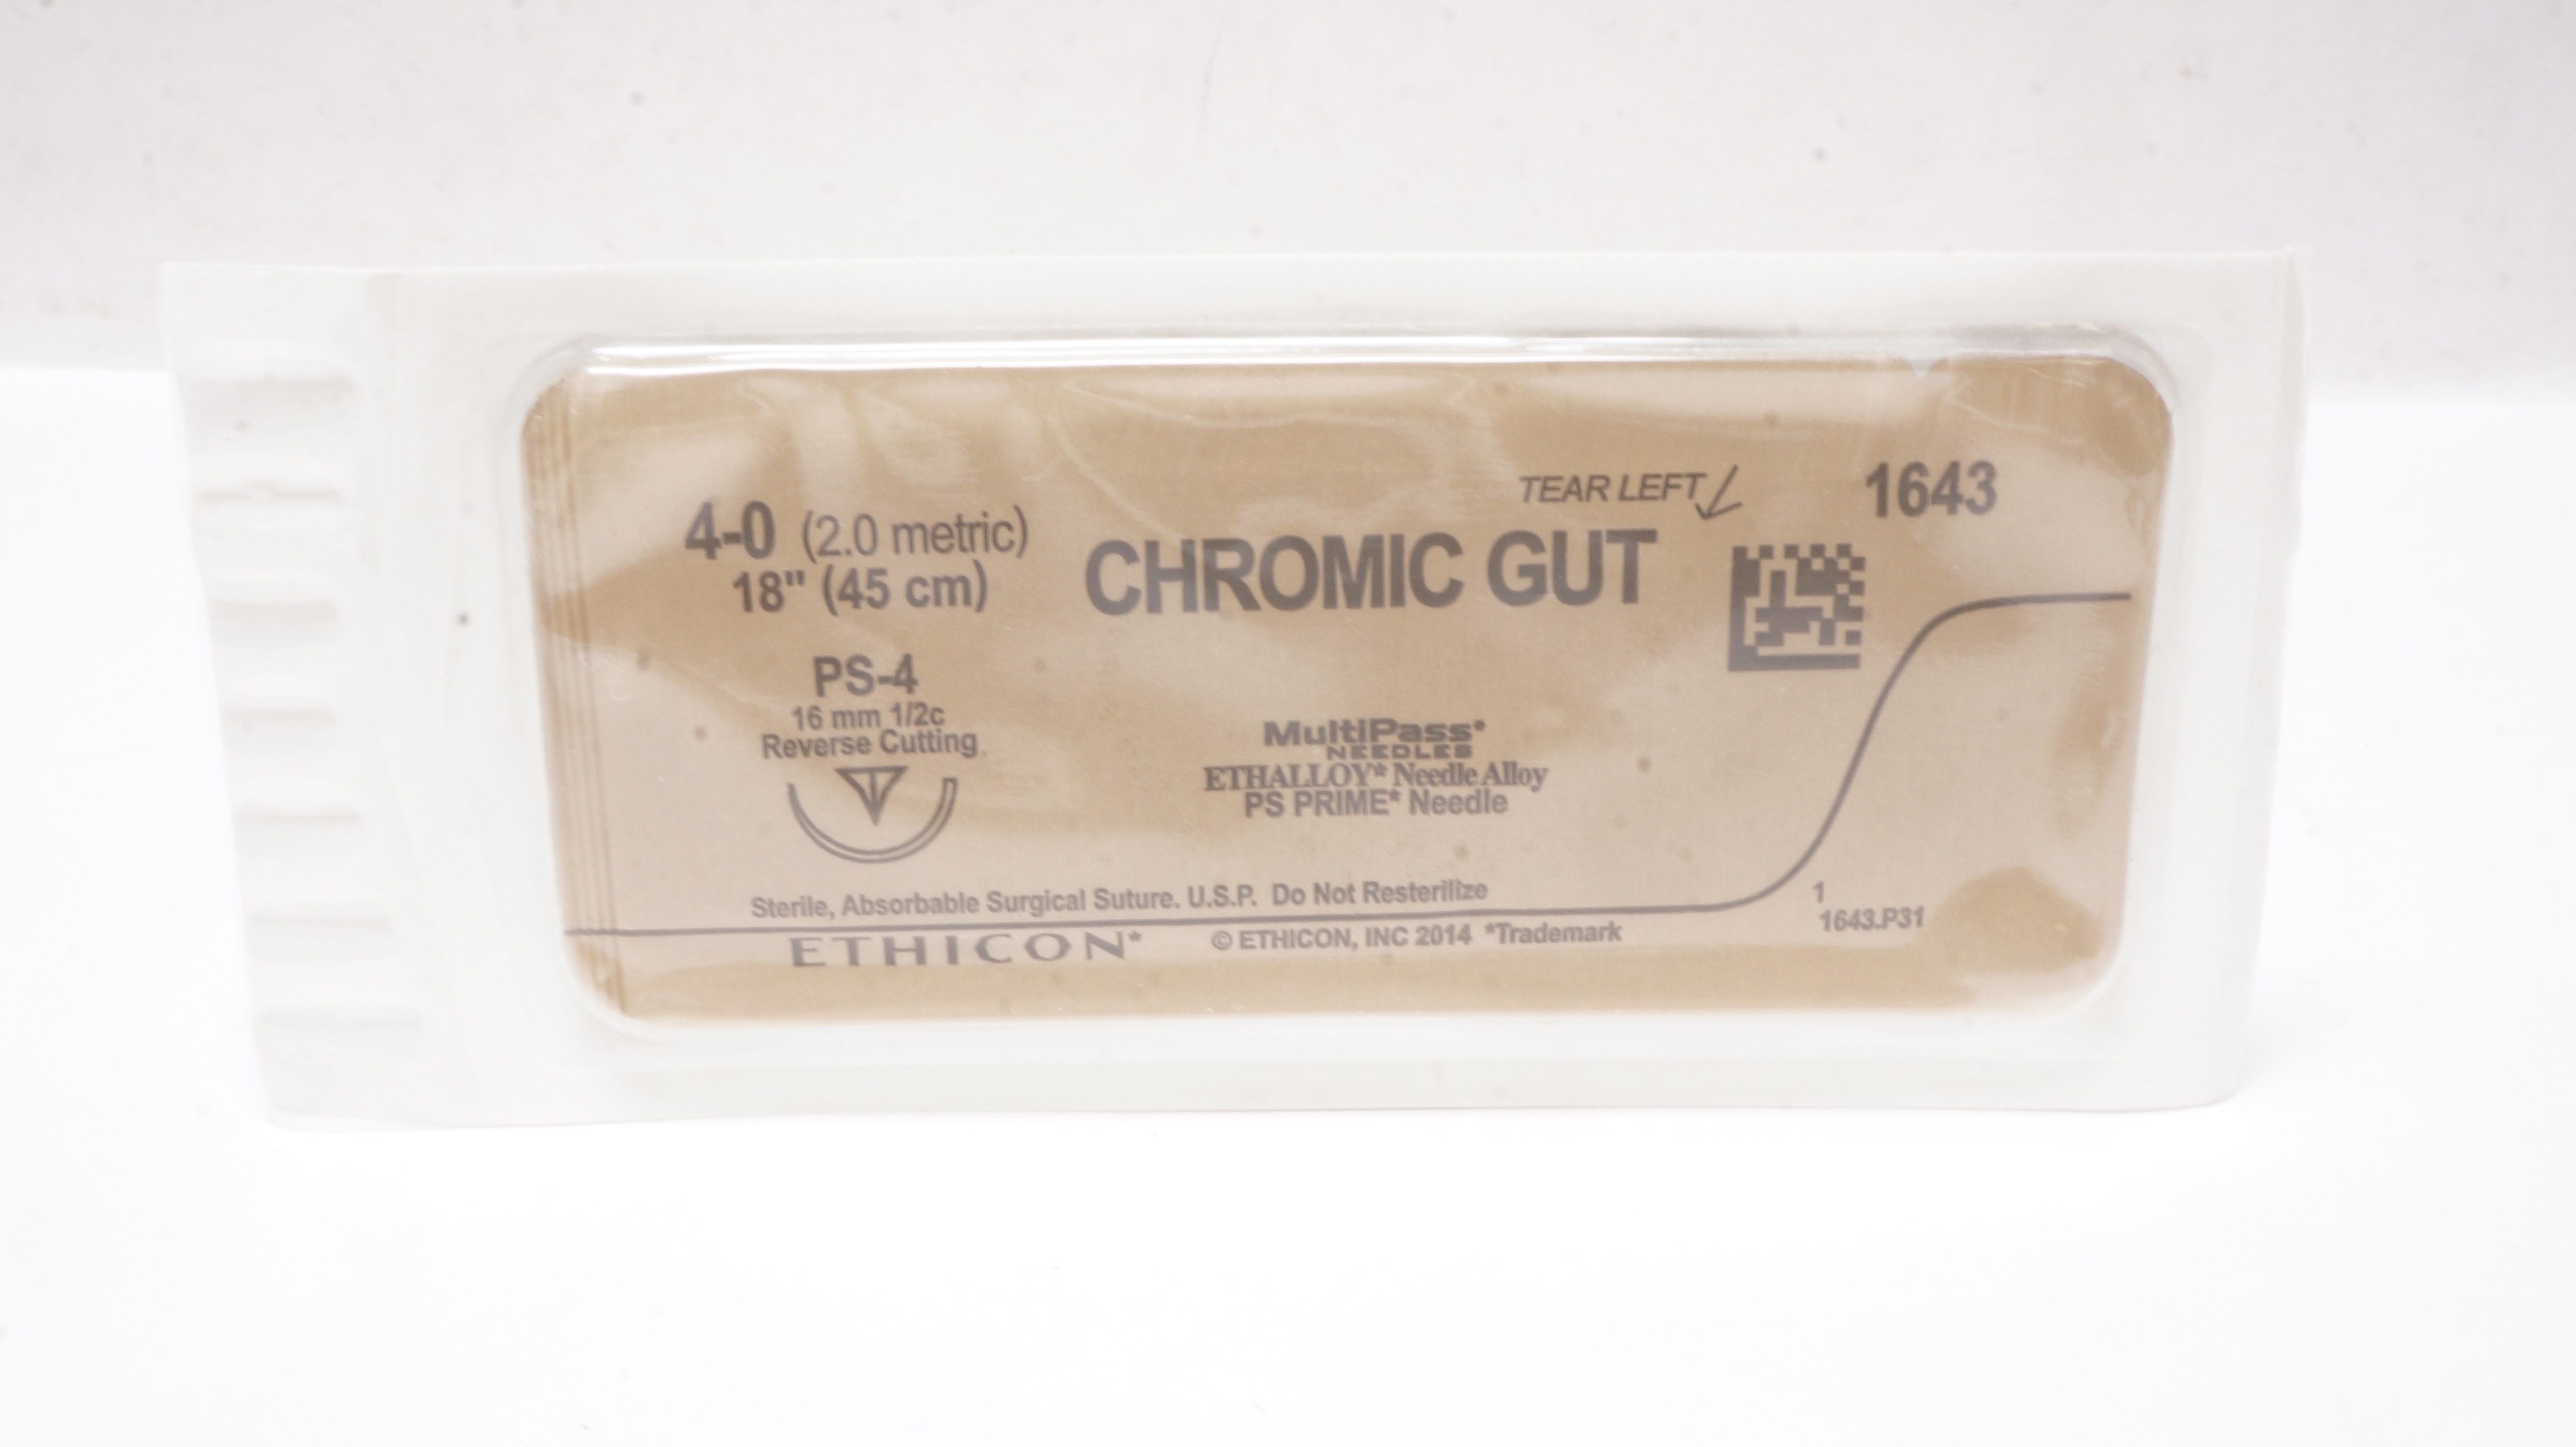 TEAR LEFT
1643
4-0 (2.0 metric)
18" (45 cm)
CHROMIC GUT
PS-4
16 mm 1/2c
Reverse Cutting
MultiPass*
NEEDLES
ETHALLOY* Needle Alloy
PS PRIME* Needle
Sterile, Absorbable Surgical Suture. U.S.P. Do Not Resterilize
1
1643.P31
ETHICON* © ETHICON, INC 2014 *Trademark